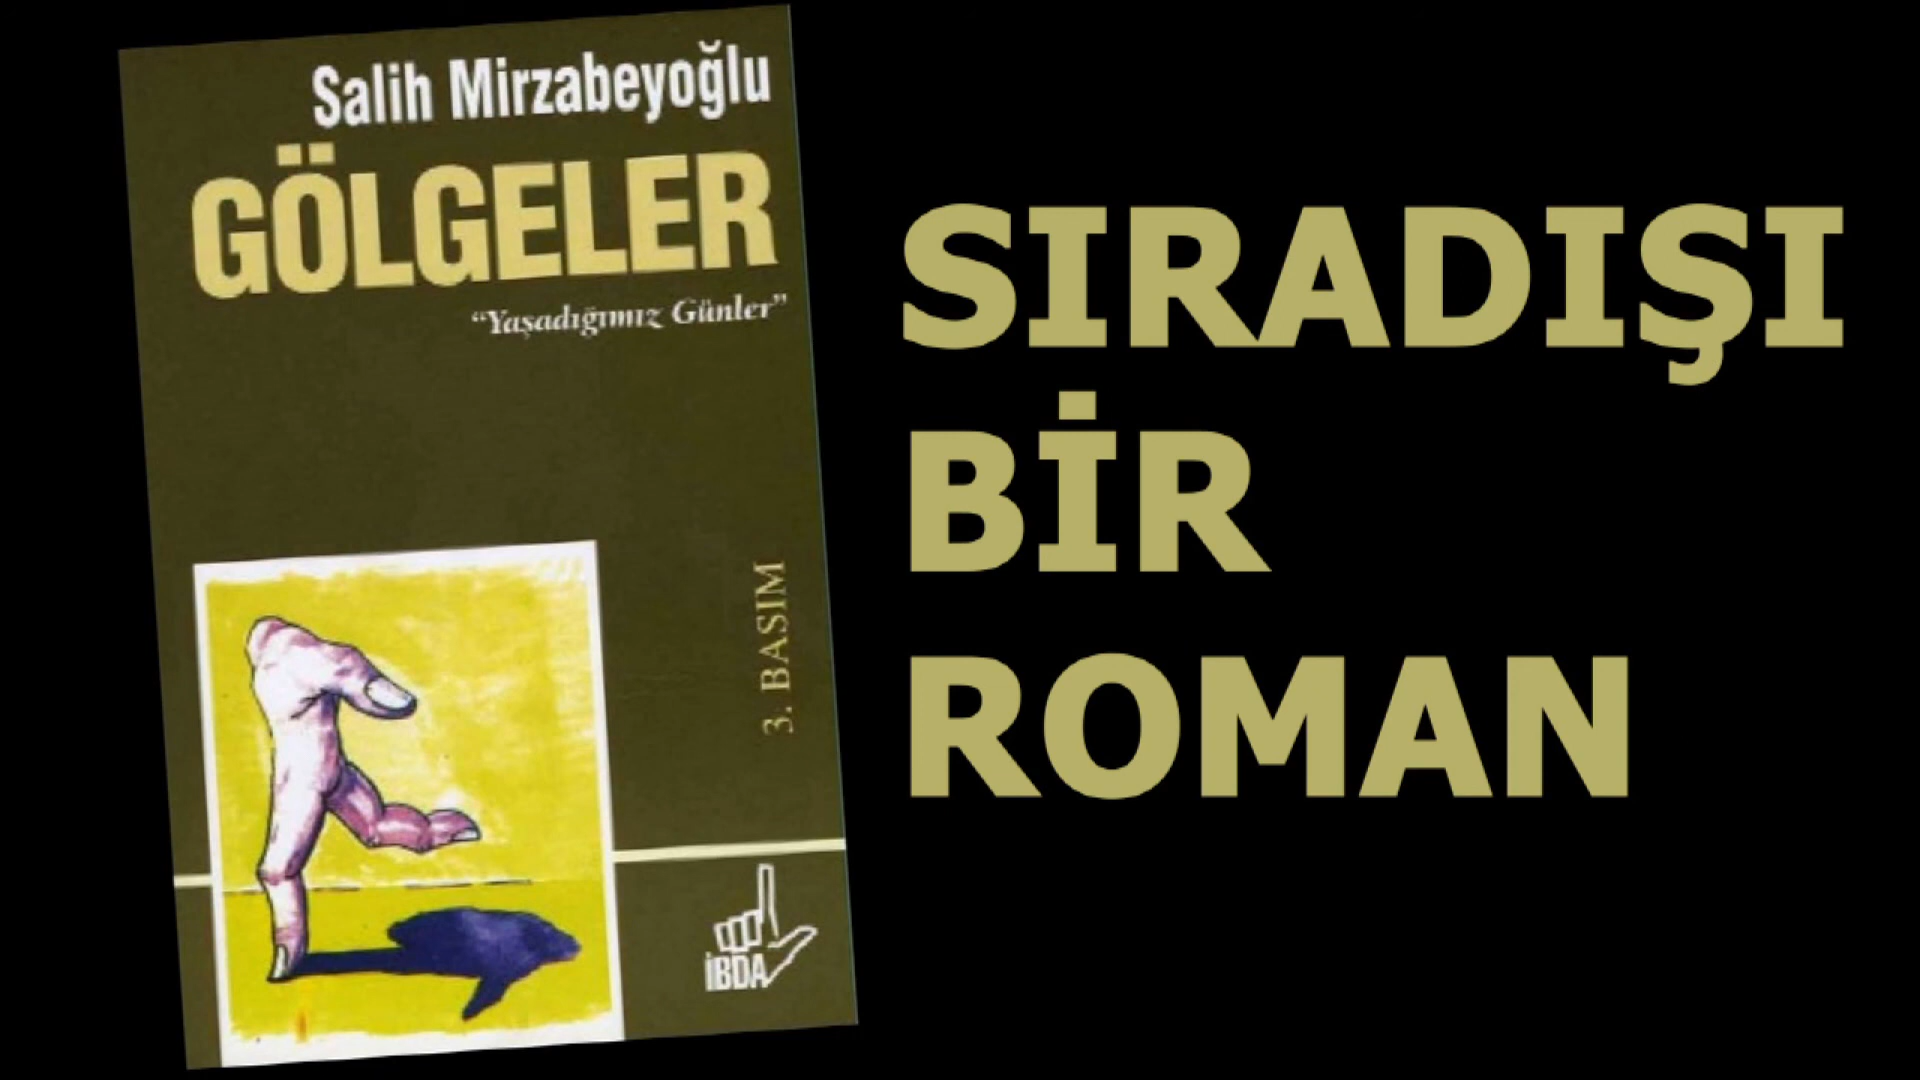 Salih Mirzabeyoğlu
GÖLGELER
“Yaşadığımız Günler”
3. BASIM
İBDA
SIRADIŞI
BİR
ROMAN